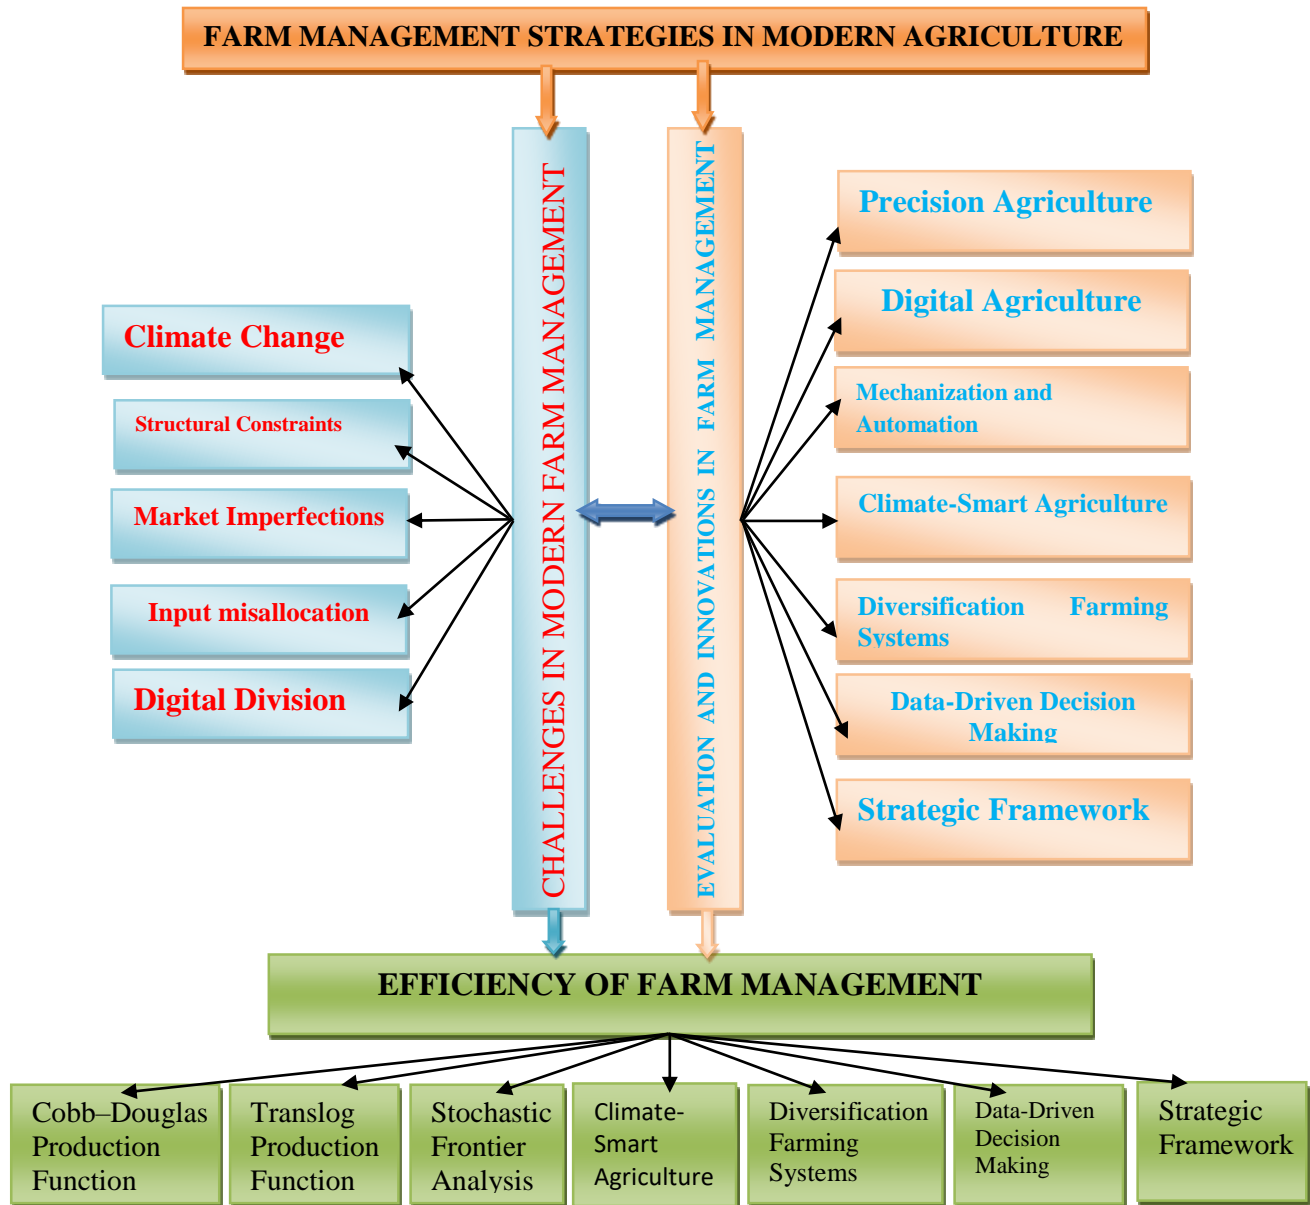 FARM MANAGEMENT STRATEGIES IN MODERN AGRICULTURE
CHALLENGES IN MODERN FARM MANAGEMENT
EVALUATION AND INNOVATIONS IN FARM MANAGEMENT
Climate Change
Structural Constraints
Market Imperfections
Input misallocation
Digital Division
Precision Agriculture
Digital Agriculture
Mechanization and
Automation
Climate-Smart Agriculture
Diversification Farming
Systems
Data-Driven Decision
Making
Strategic Framework
EFFICIENCY OF FARM MANAGEMENT
Cobb–Douglas
Production
Function
Translog
Production
Function
Stochastic
Frontier
Analysis
Climate-
Smart
Agriculture
Diversification
Farming
Systems
Data-Driven
Decision
Making
Strategic
Framework